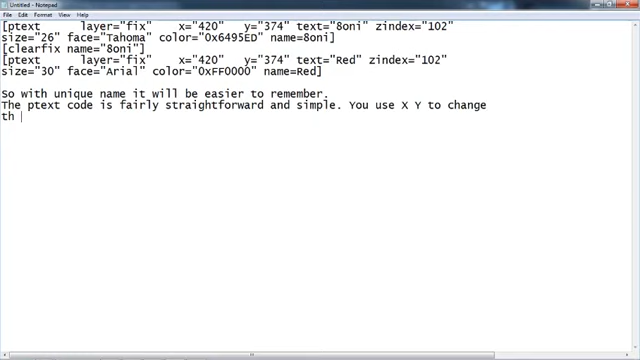 Untitled - Notepad
File Edit Format View Help
[ptext layer="fix" x="420" y="374" text="8oni" zindex="102"
size="26" face="Tahoma" color="0x6495ED" name=8oni]
[clearfix name="8oni"]
[ptext layer="fix" x="420" y="374" text="Red" zindex="102"
size="30" face="Arial" color="0xFF0000" name=Red]
So with unique name it will be easier to remember.
The ptext code is fairly straightforward and simple. You use X Y to change
th